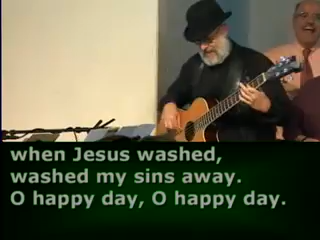 when Jesus washed,
washed my sins away.
O happy day, O happy day.